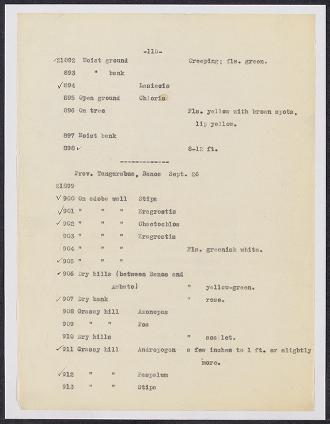 -110-
✓21892 Moist ground Creeping; fls. green.
893 " bank
✓894 Lasiacis
895 Open ground Chloris
896 On tree Fls. yellow with brown spots,
lip yellow.
897 Moist bank
898✓ 8-12 ft.
-------------
Prov. Tungurahua, Banos Sept. 26
21899
✓900 On adobe wall Stipa
✓901 " " " Eragrostis
✓902 " " " Chaetochloa
903 " " " Eragrostis
904 " " " Fls. greenish white.
✓905 " " "
✓906 Dry hills (between Banos and
Ambato) " yellow-green.
✓907 Dry bank " rose.
908 Grassy hill Axonopus
909 " " Poa
910 Dry hills " scarlet.
✓911 Grassy hill Andropogon a few inches to 1 ft. or slightly
more.
✓912 " " Paspalum
913 " " Stipa